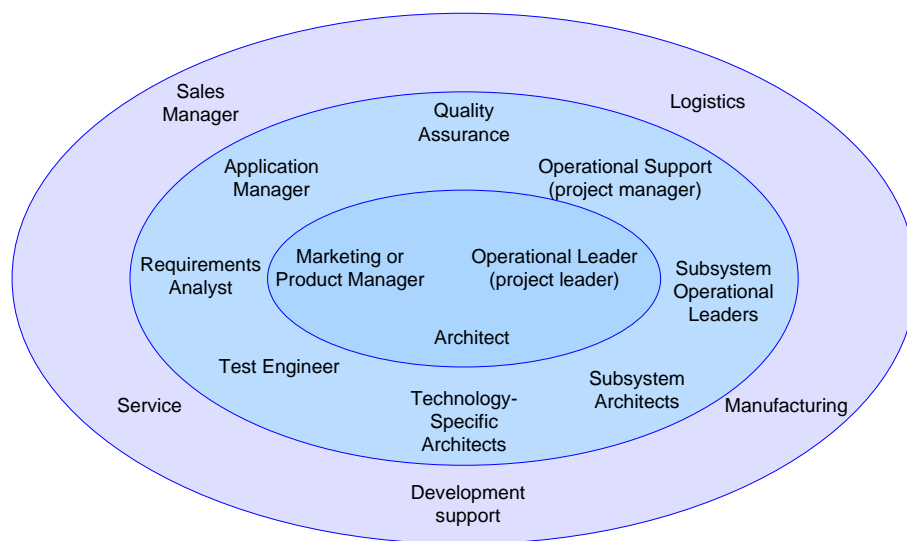 Sales
Manager
Logistics
Quality
Assurance
Application
Manager
Operational Support
(project manager)
Marketing or
Product Manager
Operational Leader
(project leader)
Requirements
Analyst
Subsystem
Operational
Leaders
Architect
Test Engineer
Subsystem
Architects
Technology-
Specific
Architects
Service
Manufacturing
Development
support